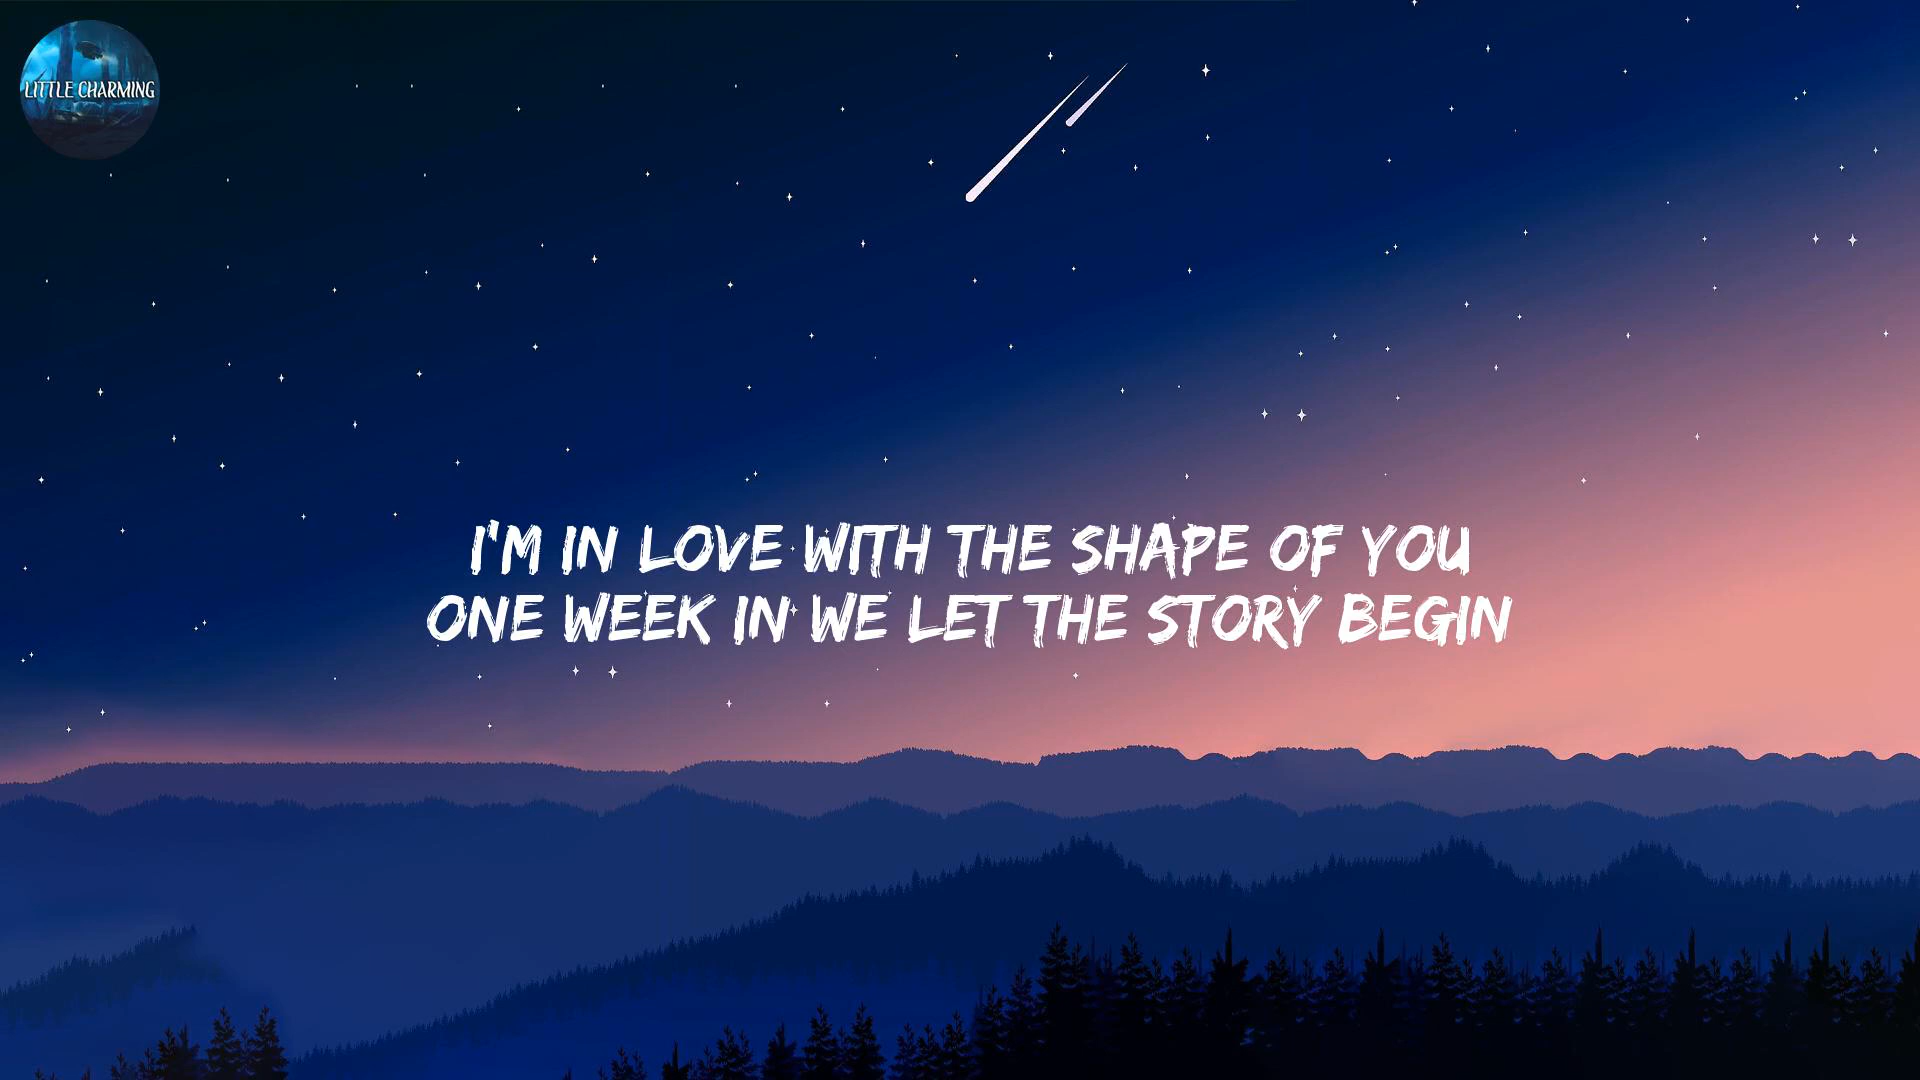 LITTLE CHARMING
I'M IN LOVE WITH THE SHAPE OF YOU
ONE WEEK IN WE LET THE STORY BEGIN